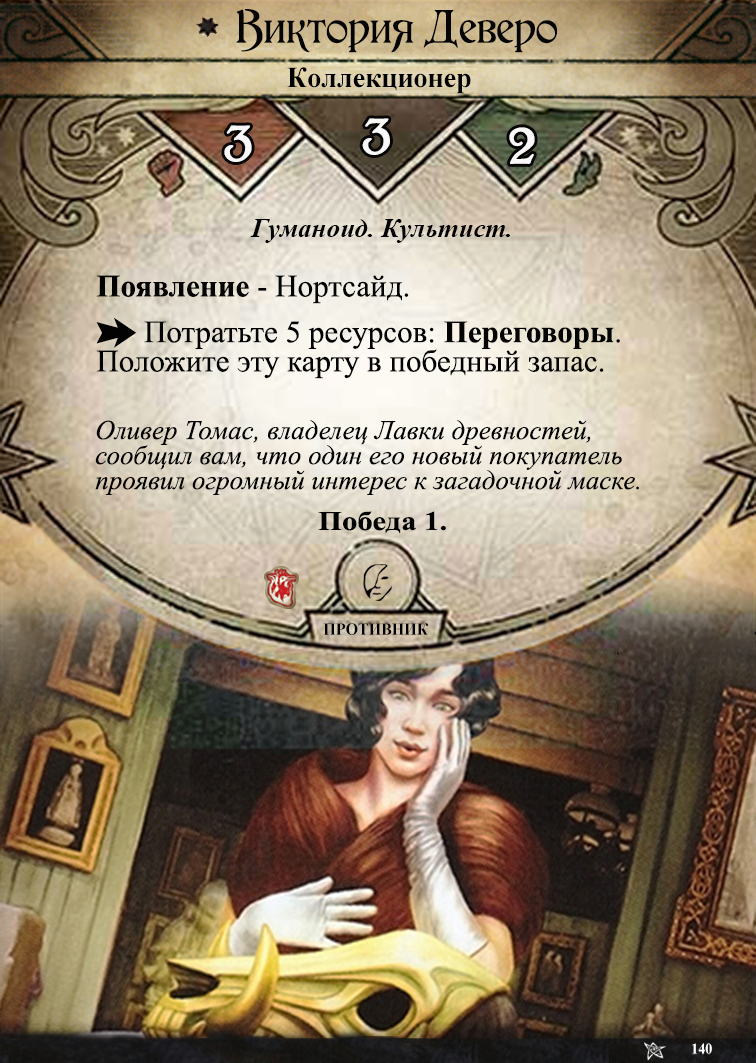 Виктория Деверо
Коллекционер
3 3 2
Гуманоид. Культист.
Появление - Нортсайд.
Потратьте 5 ресурсов: Переговоры.
Положите эту карту в победный запас.
Оливер Томас, владелец Лавки древностей,
сообщил вам, что один его новый покупатель
проявил огромный интерес к загадочной маске.
Победа 1.
ПРОТИВНИК
140